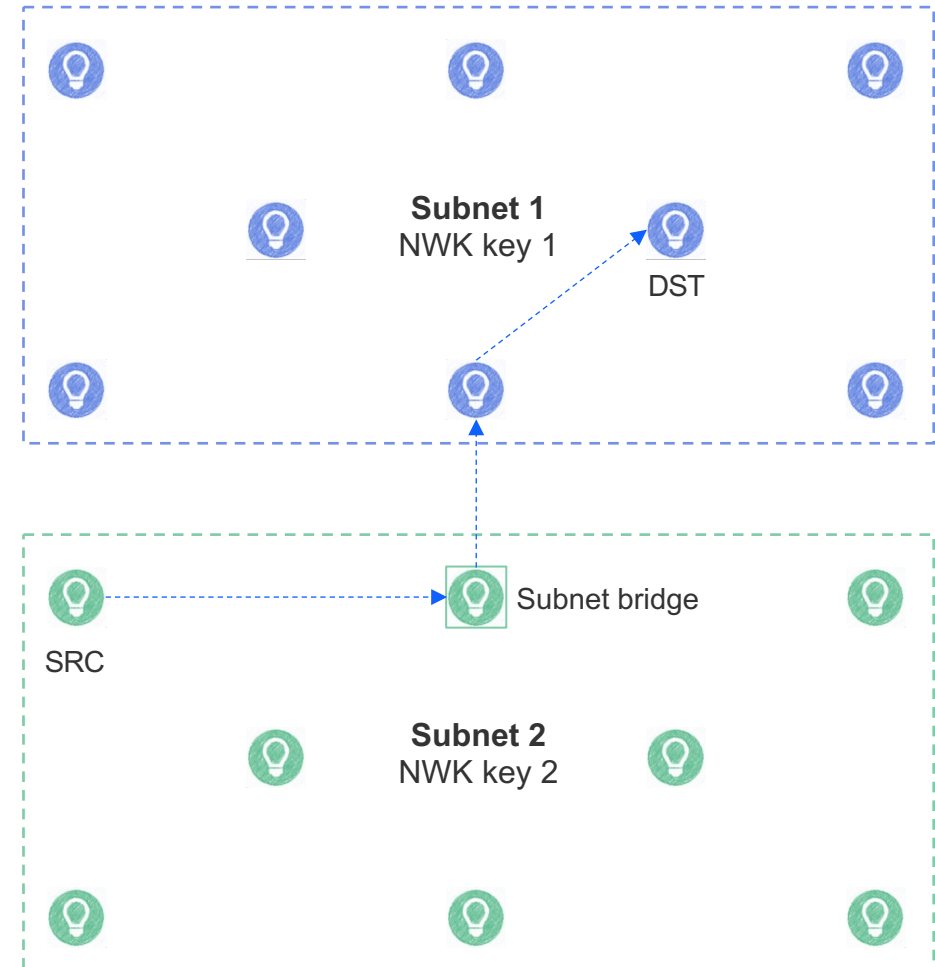 Subnet 1
NWK key 1
DST
Subnet bridge
SRC
Subnet 2
NWK key 2